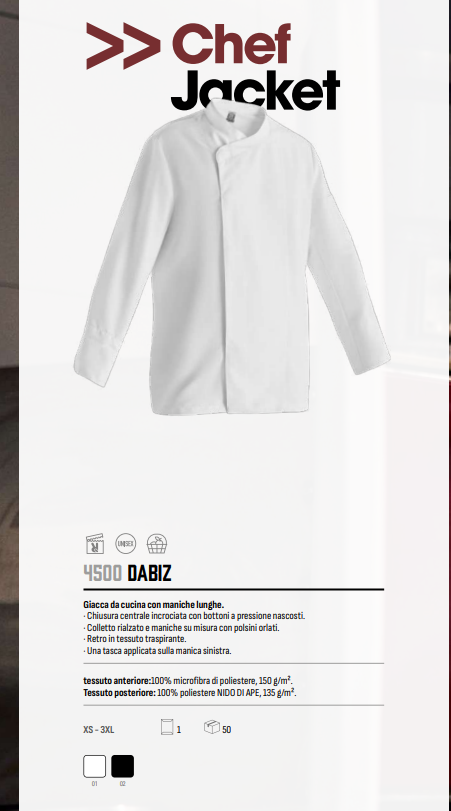 >> Chef
Jacket
UNISEX
4500 DABIZ
Giacca da cucina con maniche lunghe.
· Chiusura centrale incrociata con bottoni a pressione nascosti.
· Colletto rialzato e maniche su misura con polsini orlati.
· Retro in tessuto traspirante.
· Una tasca applicata sulla manica sinistra.
tessuto anteriore:100% microfibra di poliestere, 150 g/m².
Tessuto posteriore: 100% poliestere NIDO DI APE, 135 g/m².
XS - 3XL 1 50
01 02